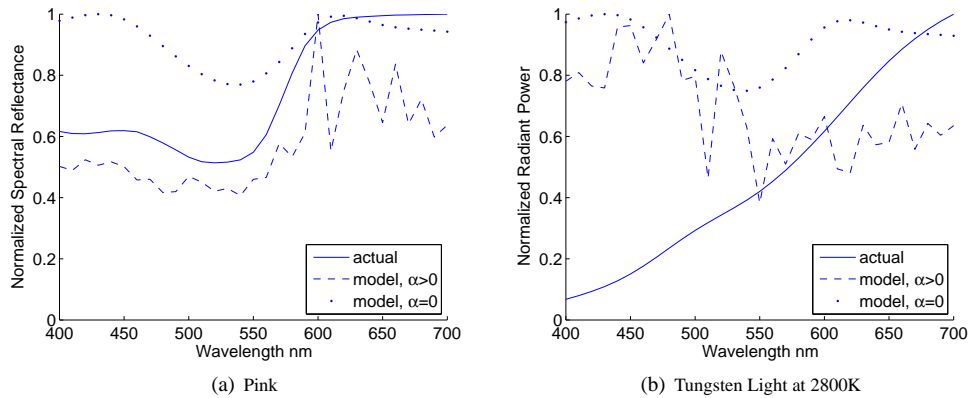 1
0.8
0.6
0.4
0.2
0
Normalized Spectral Reflectance
400 450 500 550 600 650 700
Wavelength nm
actual
model, α>0
model, α=0
(a) Pink
1
0.8
0.6
0.4
0.2
0
Normalized Radiant Power
400 450 500 550 600 650 700
Wavelength nm
actual
model, α>0
model, α=0
(b) Tungsten Light at 2800K